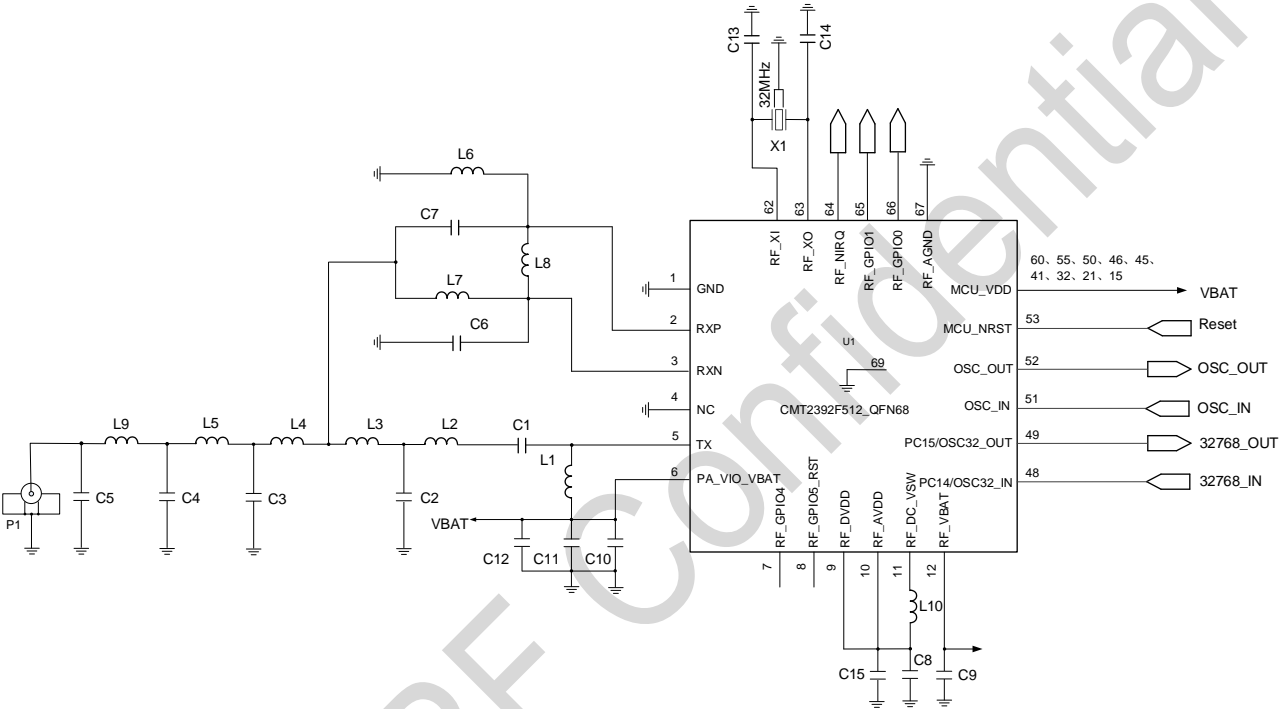 C13
C14
32MHz
X1
L6
C7
L8
L7
C6
62
63
64
65
66
67
RF_XI
RF_XO
RF_NIRQ
RF_GPIO1
RF_GPIO0
RF_AGND
1
GND
2
RXP
3
RXN
4
NC
5
TX
6
PA_VIO_VBAT
U1
69
CMT2392F512_QFN68
60、55、50、46、45、
41、32、21、15
MCU_VDD
VBAT
MCU_NRST
53
Reset
OSC_OUT
52
OSC_OUT
OSC_IN
51
OSC_IN
PC15/OSC32_OUT
49
32768_OUT
PC14/OSC32_IN
48
32768_IN
L9
L5
L4
L3
L2
C1
L1
P1
C5
C4
C3
C2
VBAT
C12
C11
C10
RF_GPIO4
RF_GPIO5_RST
RF_DVDD
RF_AVDD
RF_DC_VSW
RF_VBAT
7
8
9
10
11
12
L10
C15
C8
C9
RF Confidential